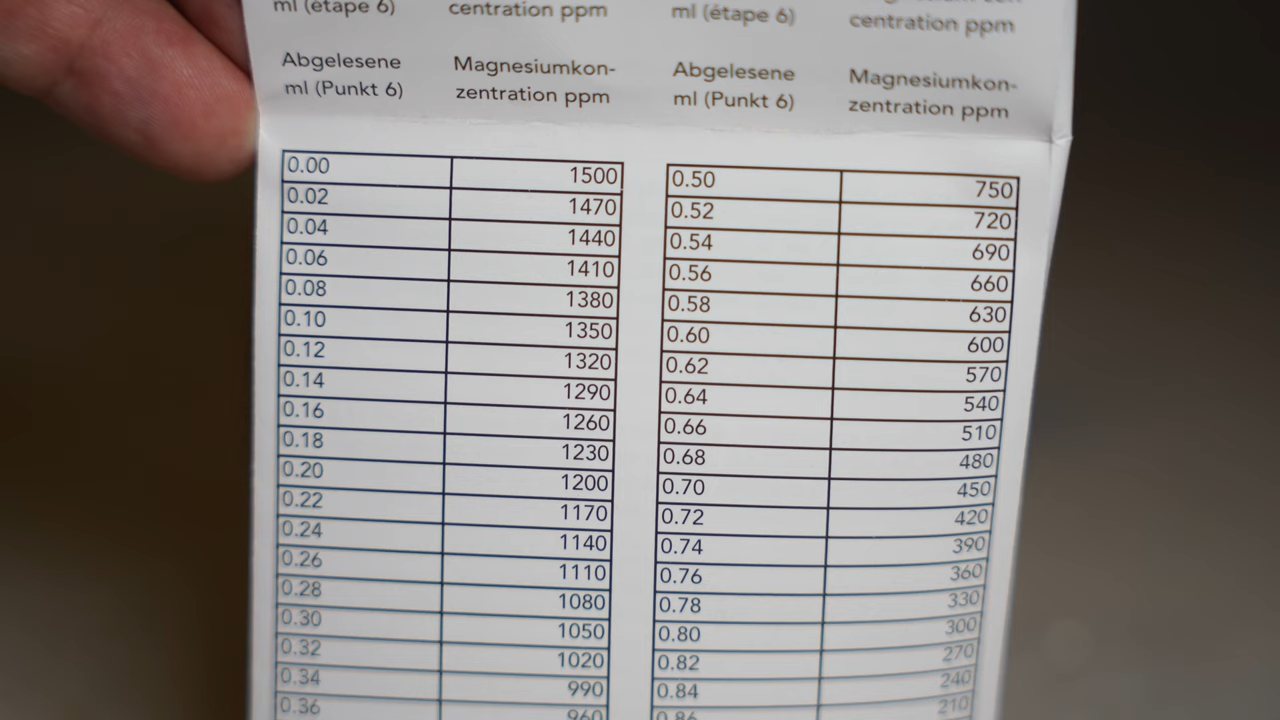 ml (étape 6) centration ppm ml (étape 6) centration ppm
Abgelesene Magnesiumkon- Abgelesene Magnesiumkon-
ml (Punkt 6) zentration ppm ml (Punkt 6) zentration ppm
0.00 1500 0.50 750
0.02 1470 0.52 720
0.04 1440 0.54 690
0.06 1410 0.56 660
0.08 1380 0.58 630
0.10 1350 0.60 600
0.12 1320 0.62 570
0.14 1290 0.64 540
0.16 1260 0.66 510
0.18 1230 0.68 480
0.20 1200 0.70 450
0.22 1170 0.72 420
0.24 1140 0.74 390
0.26 1110 0.76 360
0.28 1080 0.78 330
0.30 1050 0.80 300
0.32 1020 0.82 270
0.34 990 0.84 240
0.36 960 0.86 210